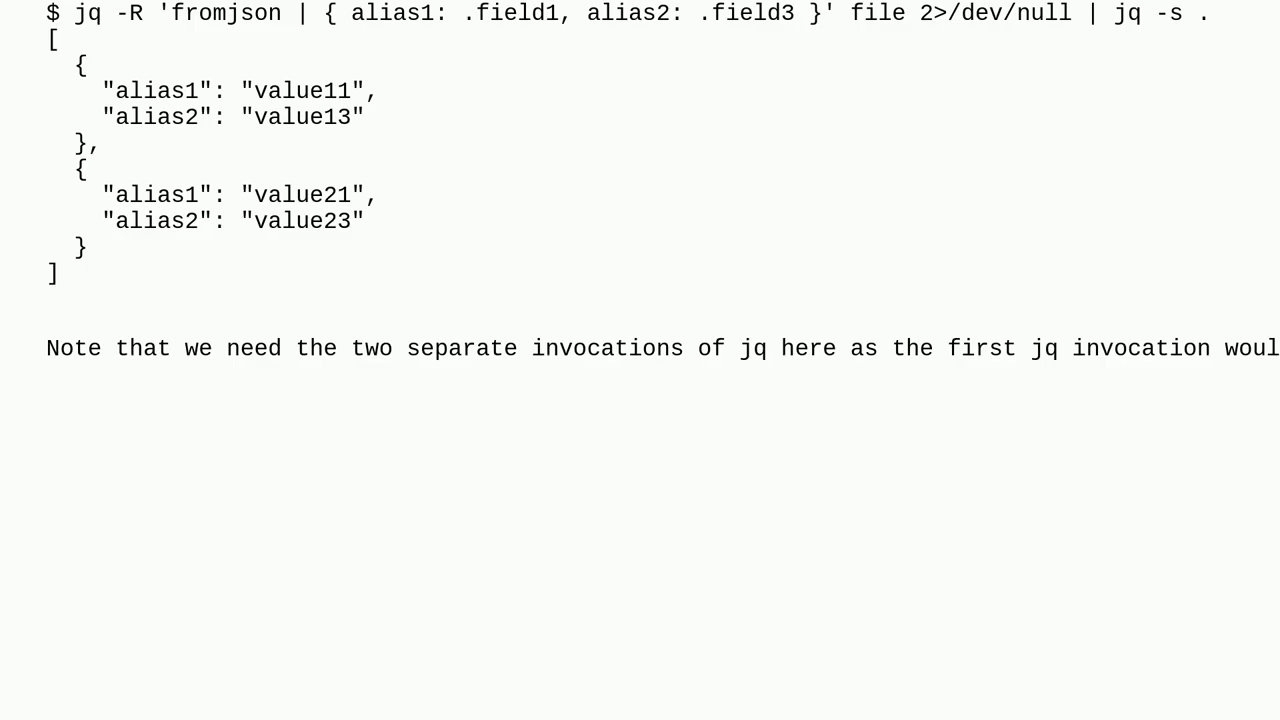 $ jq -R 'fromjson | { alias1: .field1, alias2: .field3 }' file 2>/dev/null | jq -s .
[
  {
    "alias1": "value11",
    "alias2": "value13"
  },
  {
    "alias1": "value21",
    "alias2": "value23"
  }
]
Note that we need the two separate invocations of jq here as the first jq invocation woul